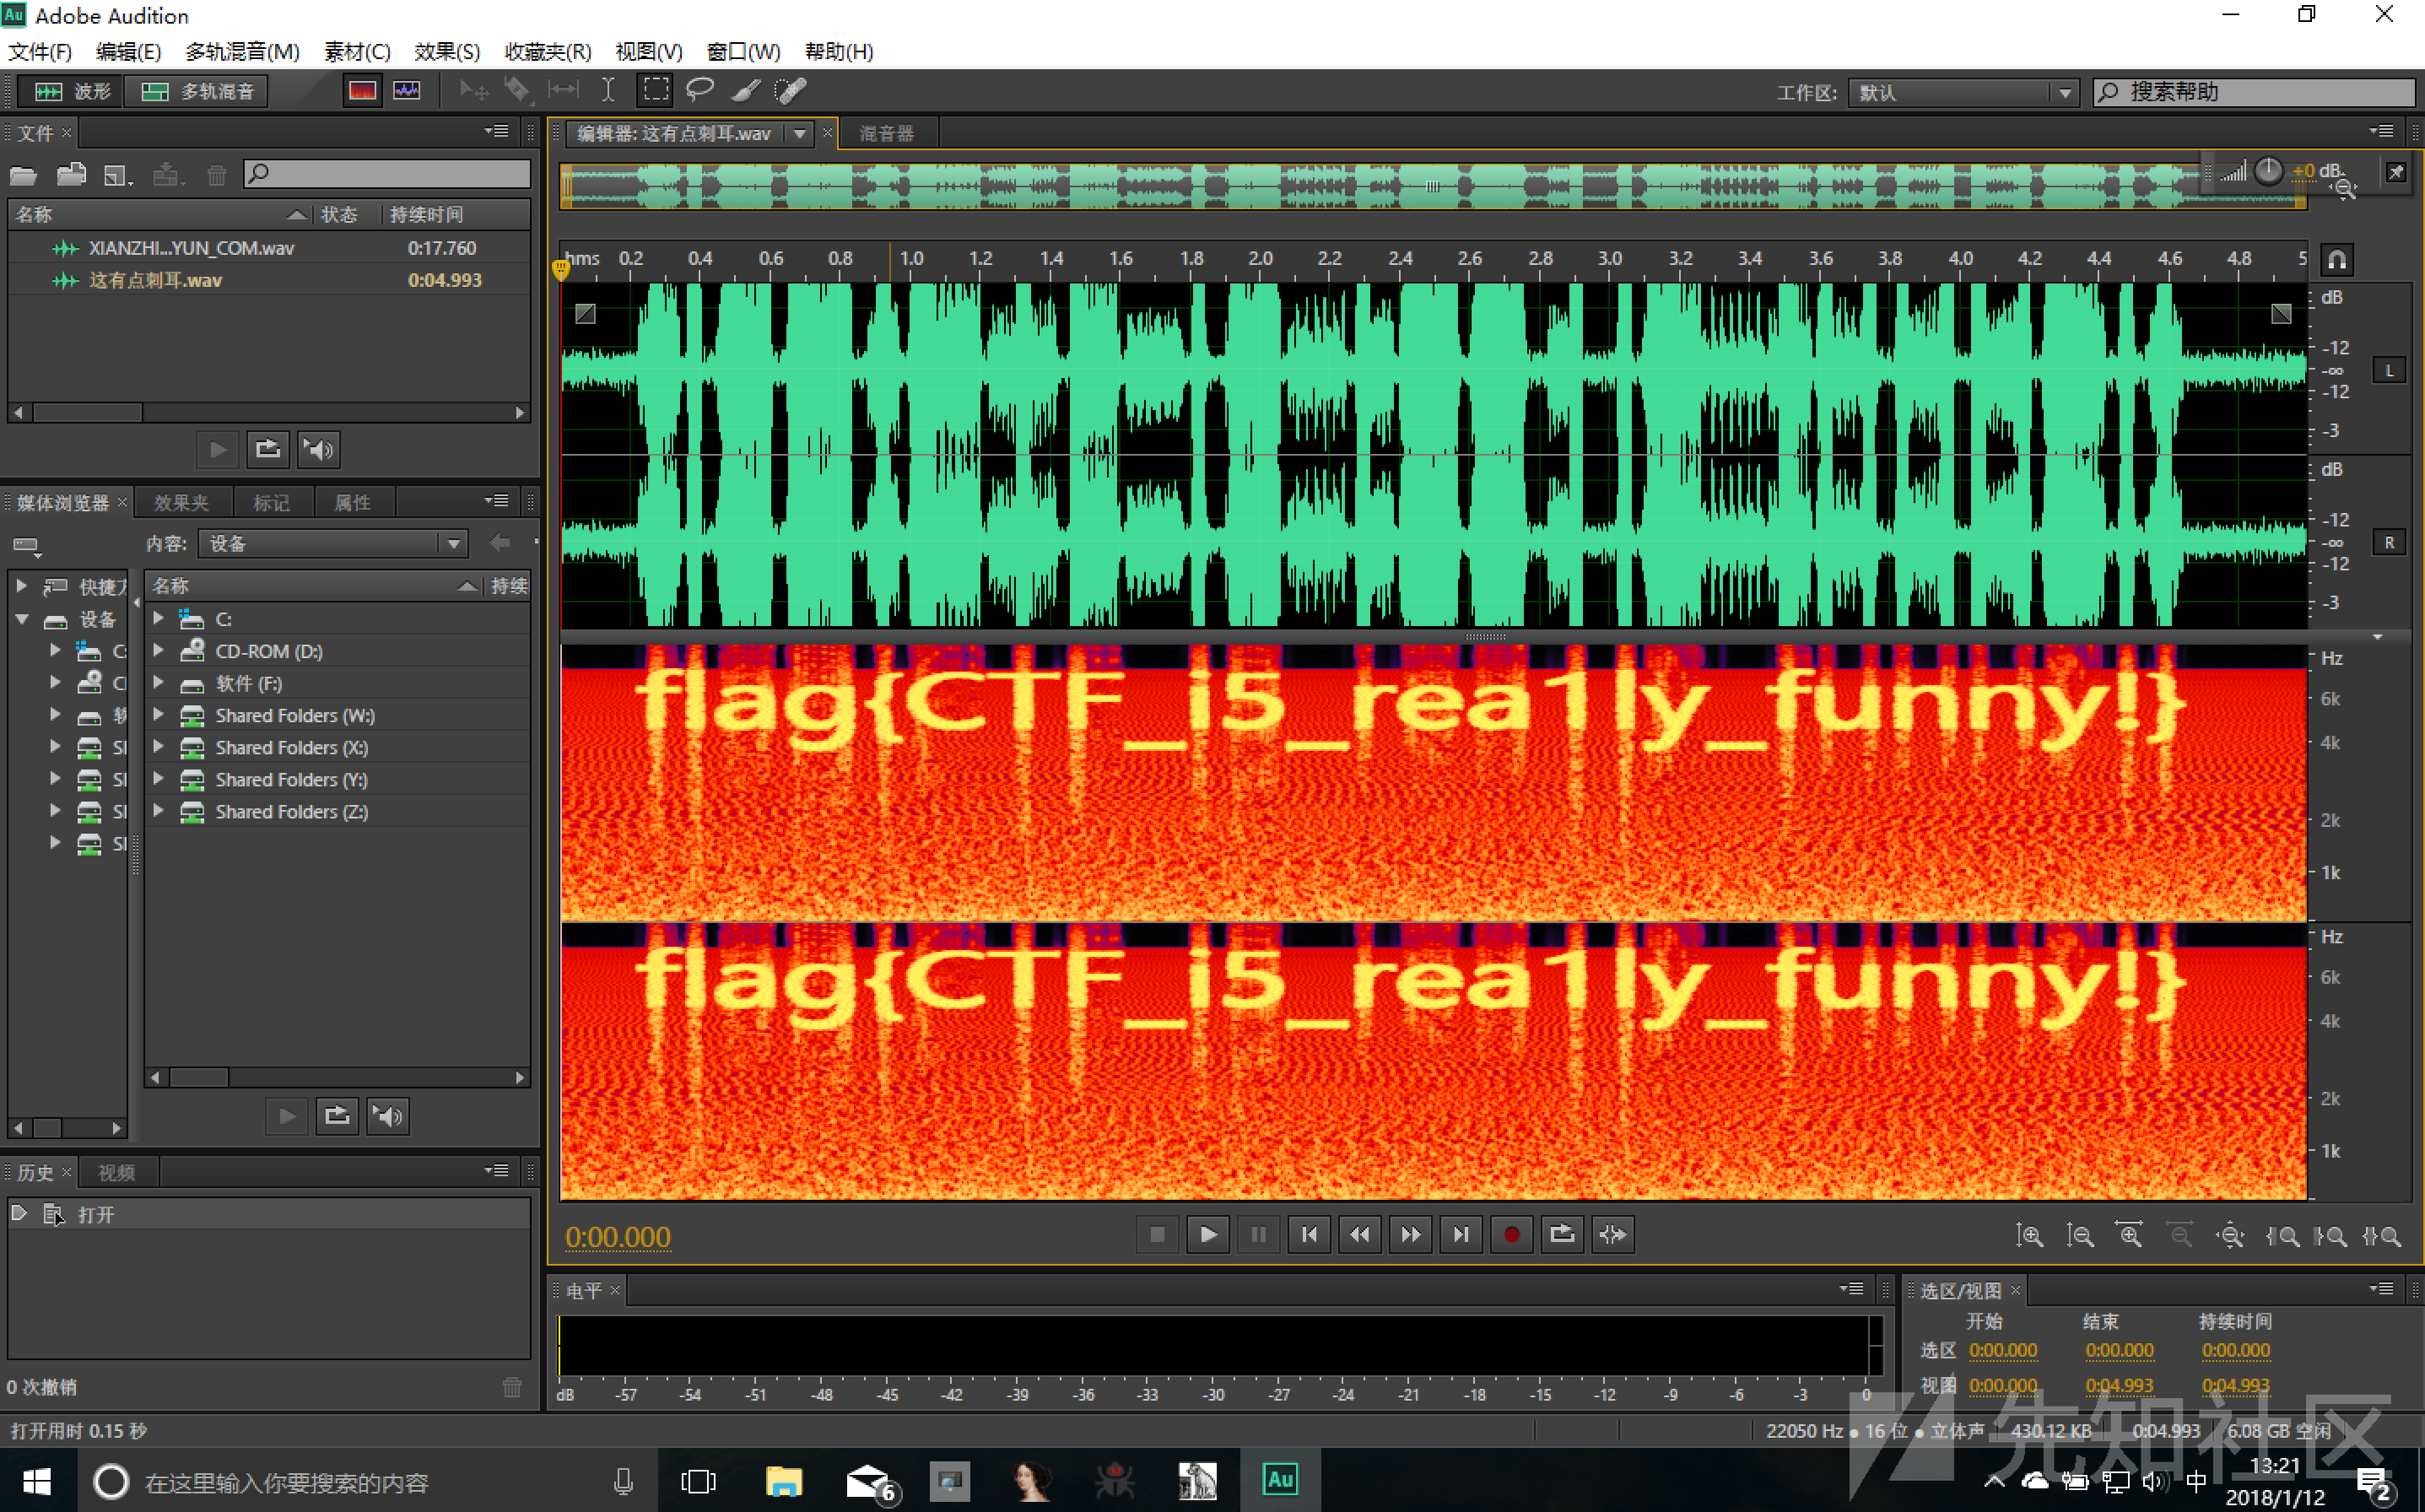 Au Adobe Audition
文件(F) 编辑(E) 多轨混音(M) 素材(C) 效果(S) 收藏夹(R) 视图(V) 窗口(W) 帮助(H)
波形 多轨混音 工作区: 默认 搜索帮助
文件
名称 状态 持续时间
XIANZHI...YUN_COM.wav 0:17.760
这有点刺耳.wav 0:04.993
媒体浏览器 效果夹 标记 属性
内容: 设备
快捷
设备
名称 持续
C:
CD-ROM (D:)
软件 (F:)
Shared Folders (W:)
Shared Folders (X:)
Shared Folders (Y:)
Shared Folders (Z:)
历史 视频
打开
0 次撤销
编辑器: 这有点刺耳.wav 混音器
+0 dB
hms 0.2 0.4 0.6 0.8 1.0 1.2 1.4 1.6 1.8 2.0 2.2 2.4 2.6 2.8 3.0 3.2 3.4 3.6 3.8 4.0 4.2 4.4 4.6 4.8 5
dB
-12
-∞
-12
-3
L
dB
-12
-∞
-12
-3
R
flag{CTF_i5_rea1ly_funny!}
Hz
6k
4k
2k
1k
flag{CTF_i5_rea1ly_funny!}
Hz
6k
4k
2k
1k
0:00.000
电平
dB -57 -54 -51 -48 -45 -42 -39 -36 -33 -30 -27 -24 -21 -18 -15 -12 -9 -6 -3 0
选区/视图
开始 结束 持续时间
选区 0:00.000 0:00.000 0:00.000
视图 0:00.000 0:04.993 0:04.993
打开用时 0.15 秒
22050 Hz ● 16 位 ● 立体声 430.12 KB 0:04.993 6.08 GB 空闲
先知社区
在这里输入你要搜索的内容
6
Au
中
13:21
2018/1/12
2